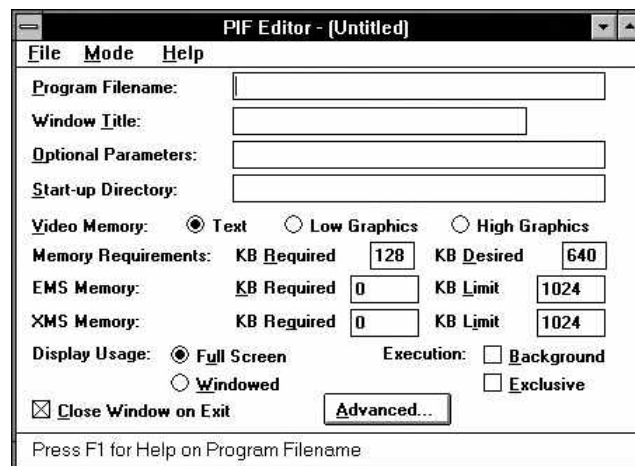 PIF Editor - (Untitled)
File Mode Help
Program Filename:
Window Title:
Optional Parameters:
Start-up Directory:
Video Memory: Text Low Graphics High Graphics
Memory Requirements: KB Required 128 KB Desired 640
EMS Memory: KB Required 0 KB Limit 1024
XMS Memory: KB Required 0 KB Limit 1024
Display Usage: Full Screen Execution: Background
Windowed Exclusive
Close Window on Exit Advanced...
Press F1 for Help on Program Filename